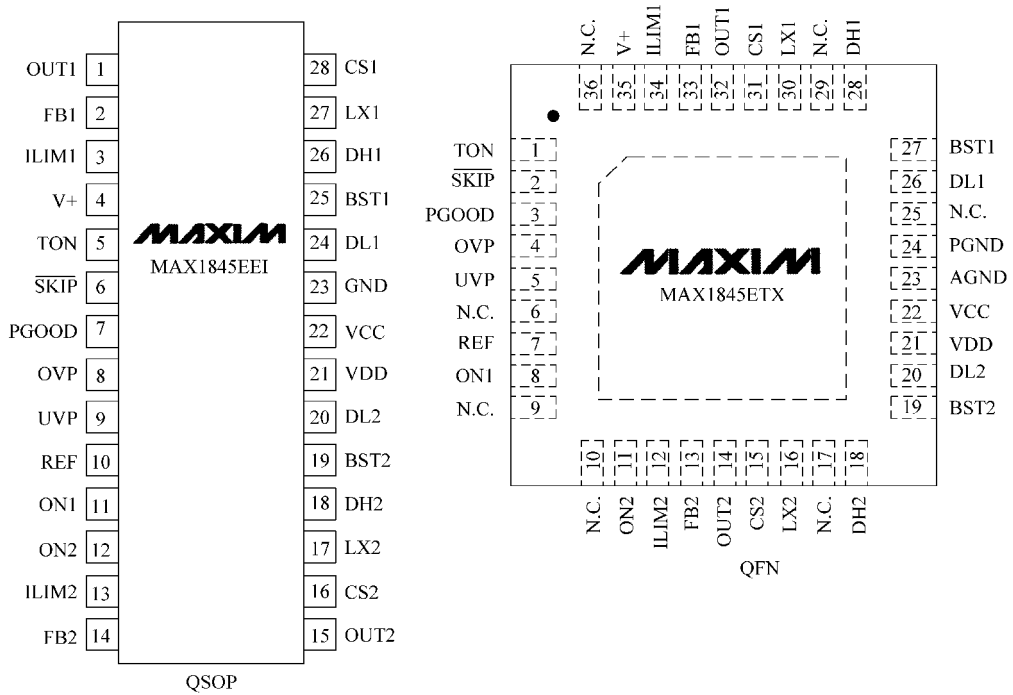 OUT1 1
FB1 2
ILIM1 3
V+ 4
TON 5
SKIP 6
PGOOD 7
OVP 8
UVP 9
REF 10
ON1 11
ON2 12
ILIM2 13
FB2 14
MAXIM
MAX1845EEI
28 CS1
27 LX1
26 DH1
25 BST1
24 DL1
23 GND
22 VCC
21 VDD
20 DL2
19 BST2
18 DH2
17 LX2
16 CS2
15 OUT2
QSOP
N.C. V+ ILIM1 FB1 OUT1 CS1 LX1 N.C. DH1
36 35 34 33 32 31 30 29 28
TON 1
SKIP 2
PGOOD 3
OVP 4
UVP 5
N.C. 6
REF 7
ON1 8
N.C. 9
MAXIM
MAX1845ETX
27 BST1
26 DL1
25 N.C.
24 PGND
23 AGND
22 VCC
21 VDD
20 DL2
19 BST2
10 11 12 13 14 15 16 17 18
N.C. ON2 ILIM2 FB2 OUT2 CS2 LX2 N.C. DH2
QFN